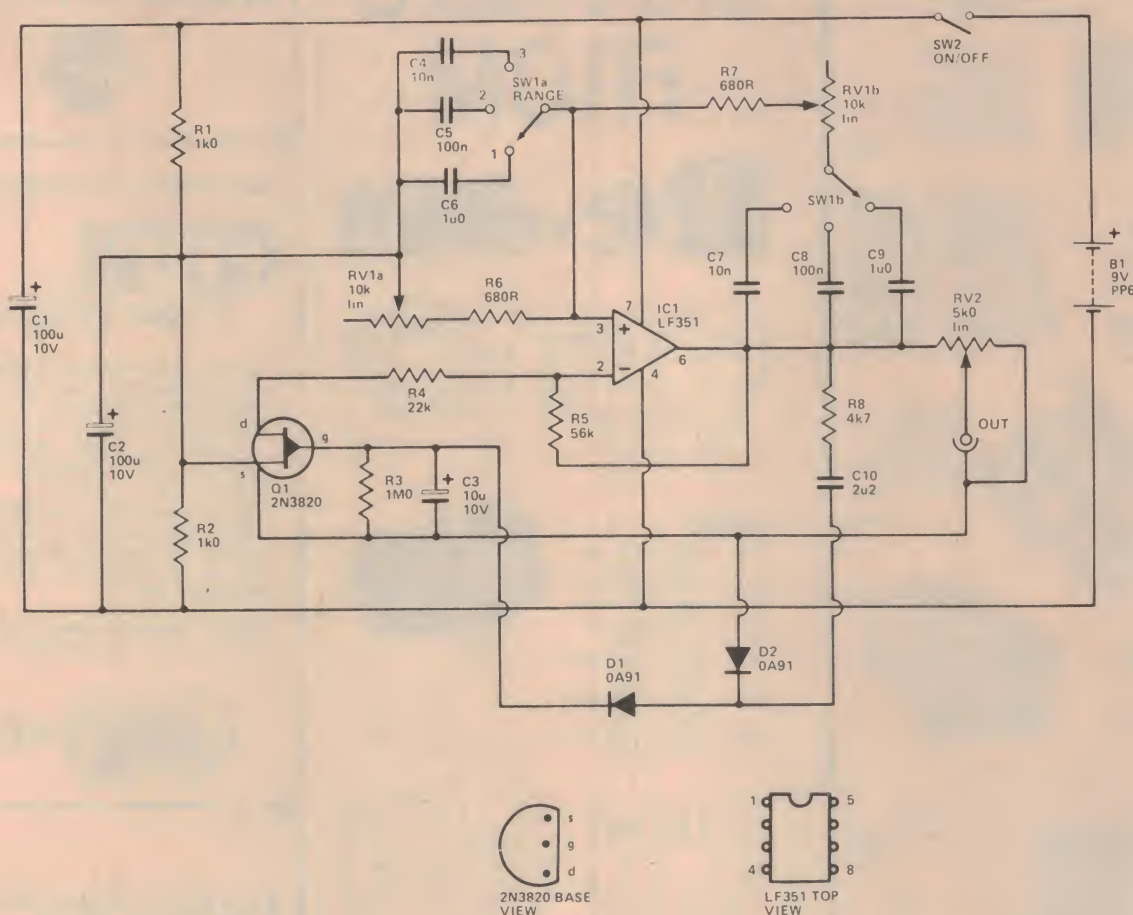 SW2
ON/OFF
C4
10n
3
SW1a
RANGE
2
C5
100n
1
C6
1u0
R7
680R
RV1b
10k
lin
R1
1k0
SW1b
C7
10n
C8
100n
C9
1u0
+
B1
9V
PP6
RV1a
10k
lin
R6
680R
IC1
LF351
7
3
+
2
−
4
6
RV2
5k0
lin
+
C1
100u
10V
R4
22k
R5
56k
R8
4k7
OUT
+
C2
100u
10V
d
g
s
Q1
2N3820
R3
1M0
+
C3
10u
10V
C10
2u2
R2
1k0
D1
0A91
D2
0A91
s
g
d
2N3820 BASE
VIEW
1
5
4
8
LF351 TOP
VIEW